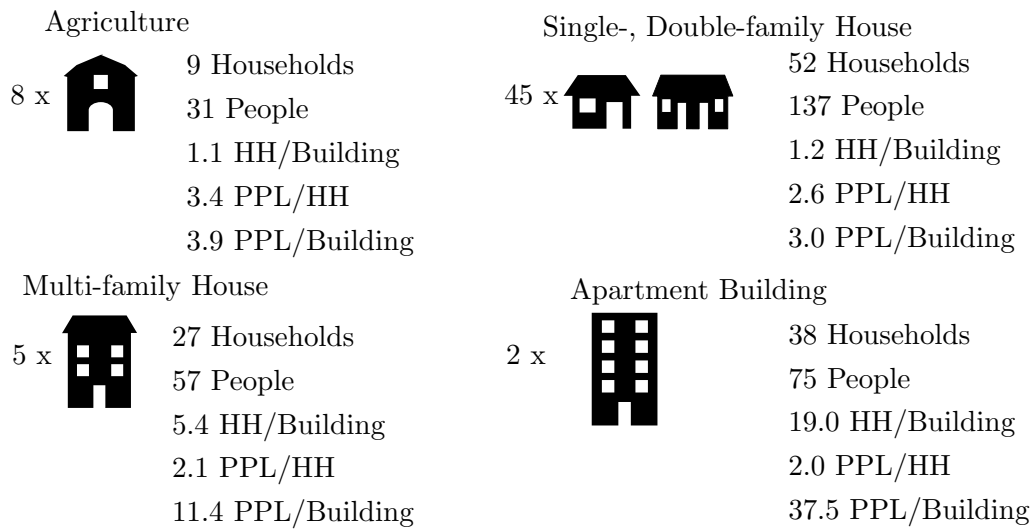 Agriculture
8 x
9 Households
31 People
1.1 HH/Building
3.4 PPL/HH
3.9 PPL/Building
Single-, Double-family House
45 x
52 Households
137 People
1.2 HH/Building
2.6 PPL/HH
3.0 PPL/Building
Multi-family House
5 x
27 Households
57 People
5.4 HH/Building
2.1 PPL/HH
11.4 PPL/Building
Apartment Building
2 x
38 Households
75 People
19.0 HH/Building
2.0 PPL/HH
37.5 PPL/Building